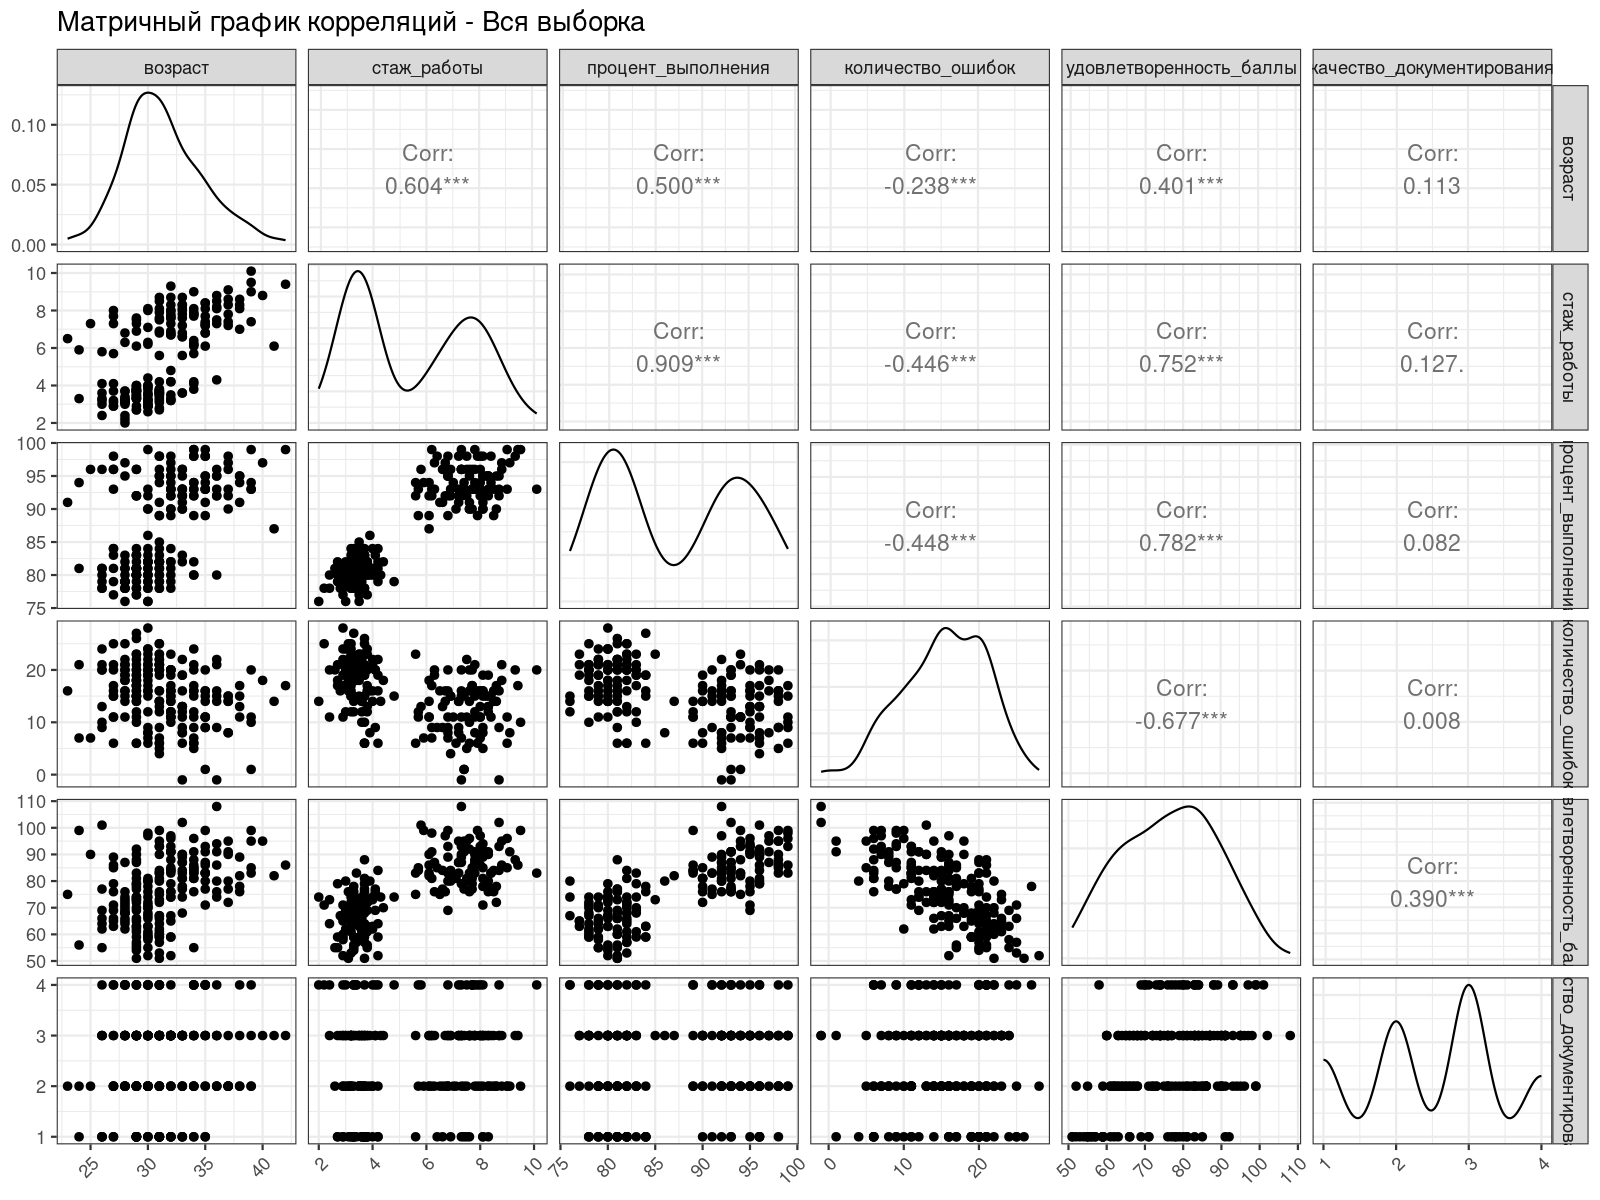 Матричный график корреляций - Вся выборка
возраст стаж_работы процент_выполнения количество_ошибок удовлетворенность_баллы качество_документирования
0.10
0.05
0.00
Corr:
0.604***
Corr:
0.500***
Corr:
-0.238***
Corr:
0.401***
Corr:
0.113
возраст
10
8
6
4
2
Corr:
0.909***
Corr:
-0.446***
Corr:
0.752***
Corr:
0.127.
стаж_работы
100
95
90
85
80
75
Corr:
-0.448***
Corr:
0.782***
Corr:
0.082
процент_выполнени
20
10
0
Corr:
-0.677***
Corr:
0.008
количество_ошибок
110
100
90
80
70
60
50
Corr:
0.390***
влетворенность_ба
4
3
2
1
ство_документиров
25 30 35 40
2 4 6 8 10
75 80 85 90 95 100
0 10 20
50 60 70 80 90 100 110
1 2 3 4